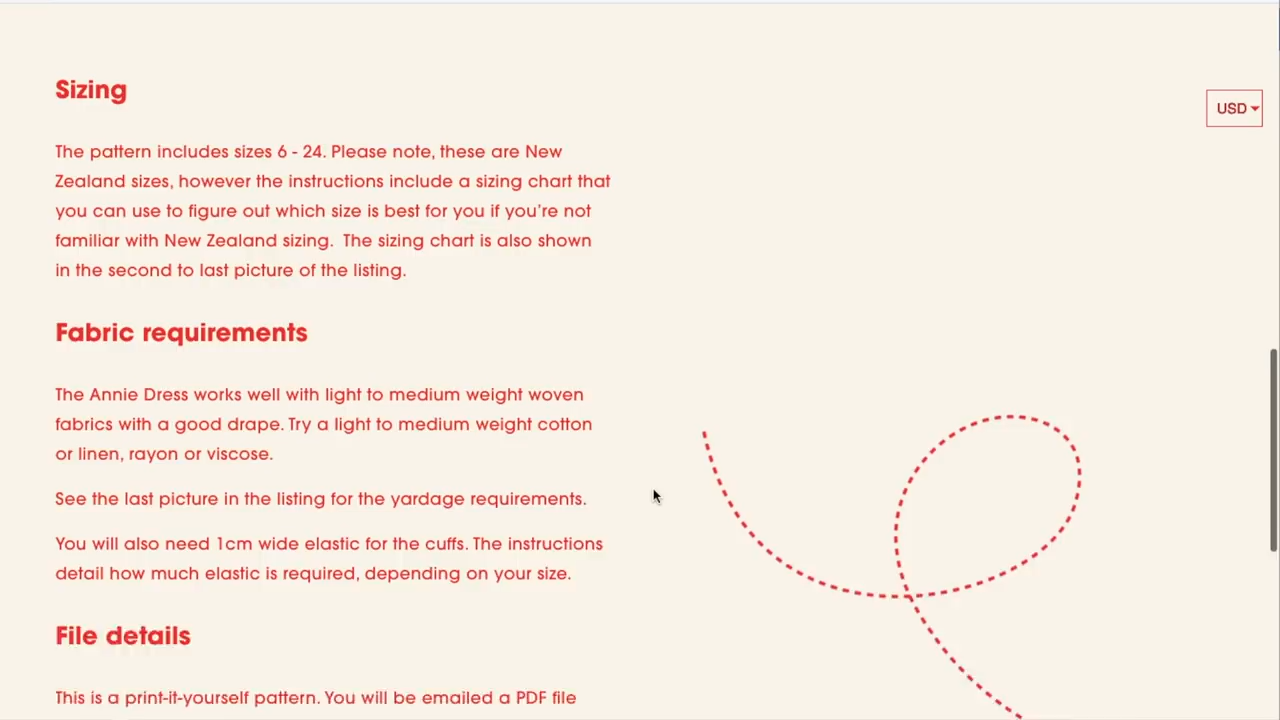 Sizing
USD
The pattern includes sizes 6 - 24. Please note, these are New
Zealand sizes, however the instructions include a sizing chart that
you can use to figure out which size is best for you if you're not
familiar with New Zealand sizing.  The sizing chart is also shown
in the second to last picture of the listing.
Fabric requirements
The Annie Dress works well with light to medium weight woven
fabrics with a good drape. Try a light to medium weight cotton
or linen, rayon or viscose.
See the last picture in the listing for the yardage requirements.
You will also need 1cm wide elastic for the cuffs. The instructions
detail how much elastic is required, depending on your size.
File details
This is a print-it-yourself pattern. You will be emailed a PDF file